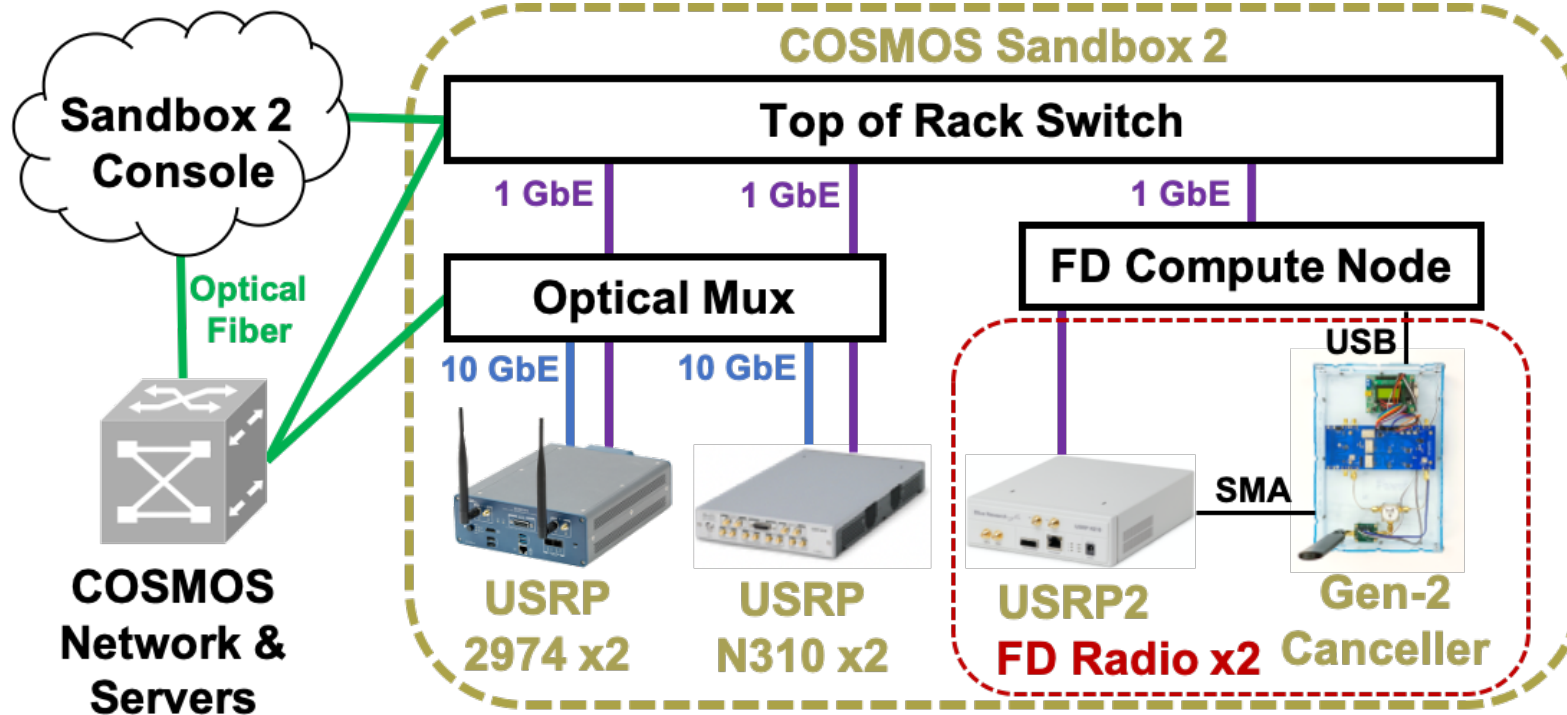 COSMOS Sandbox 2
Sandbox 2
Console
Top of Rack Switch
1 GbE
1 GbE
1 GbE
Optical Mux
FD Compute Node
Optical
Fiber
10 GbE
10 GbE
USB
SMA
COSMOS
Network &
Servers
USRP
2974 x2
USRP
N310 x2
USRP2
Gen-2
Canceller
FD Radio x2